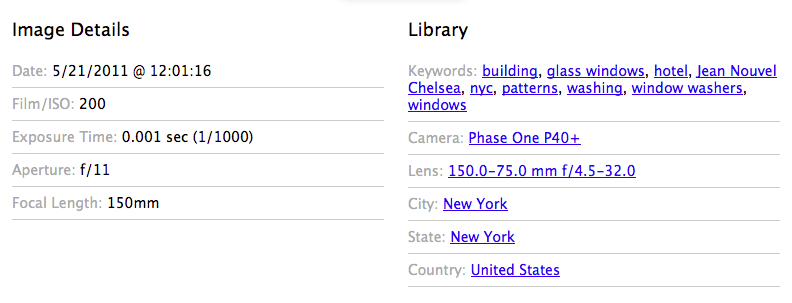 Image Details
Date: 5/21/2011 @ 12:01:16
Film/ISO: 200
Exposure Time: 0.001 sec (1/1000)
Aperture: f/11
Focal Length: 150mm
Library
Keywords: building, glass windows, hotel, Jean Nouvel
Chelsea, nyc, patterns, washing, window washers,
windows
Camera: Phase One P40+
Lens: 150.0-75.0 mm f/4.5-32.0
City: New York
State: New York
Country: United States